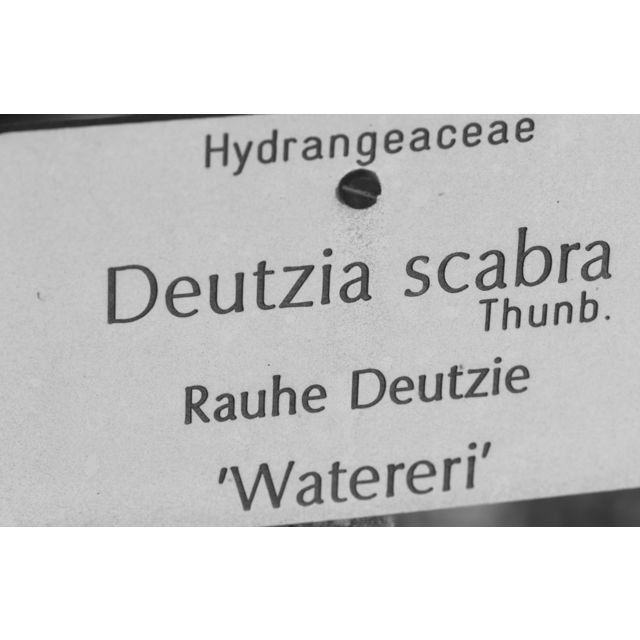 Hydrangeaceae
Deutzia scabra
Thunb.
Rauhe Deutzie
'Watereri'